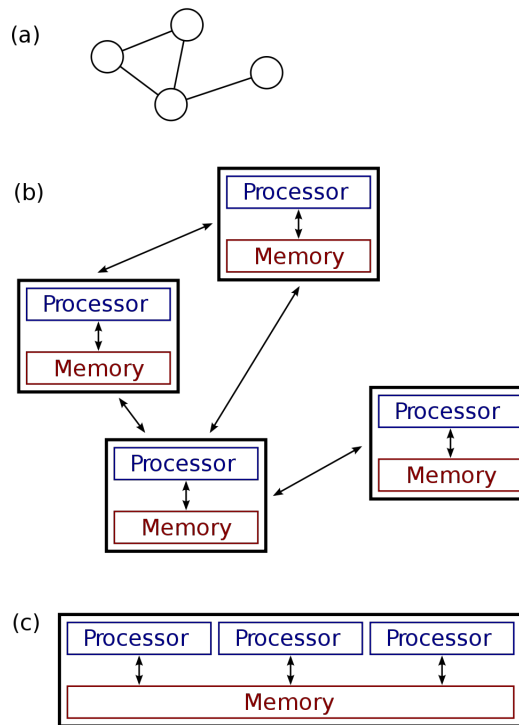 (a)
(b)
Processor
Memory
Processor
Memory
Processor
Memory
Processor
Memory
(c)
Processor Processor Processor
Memory